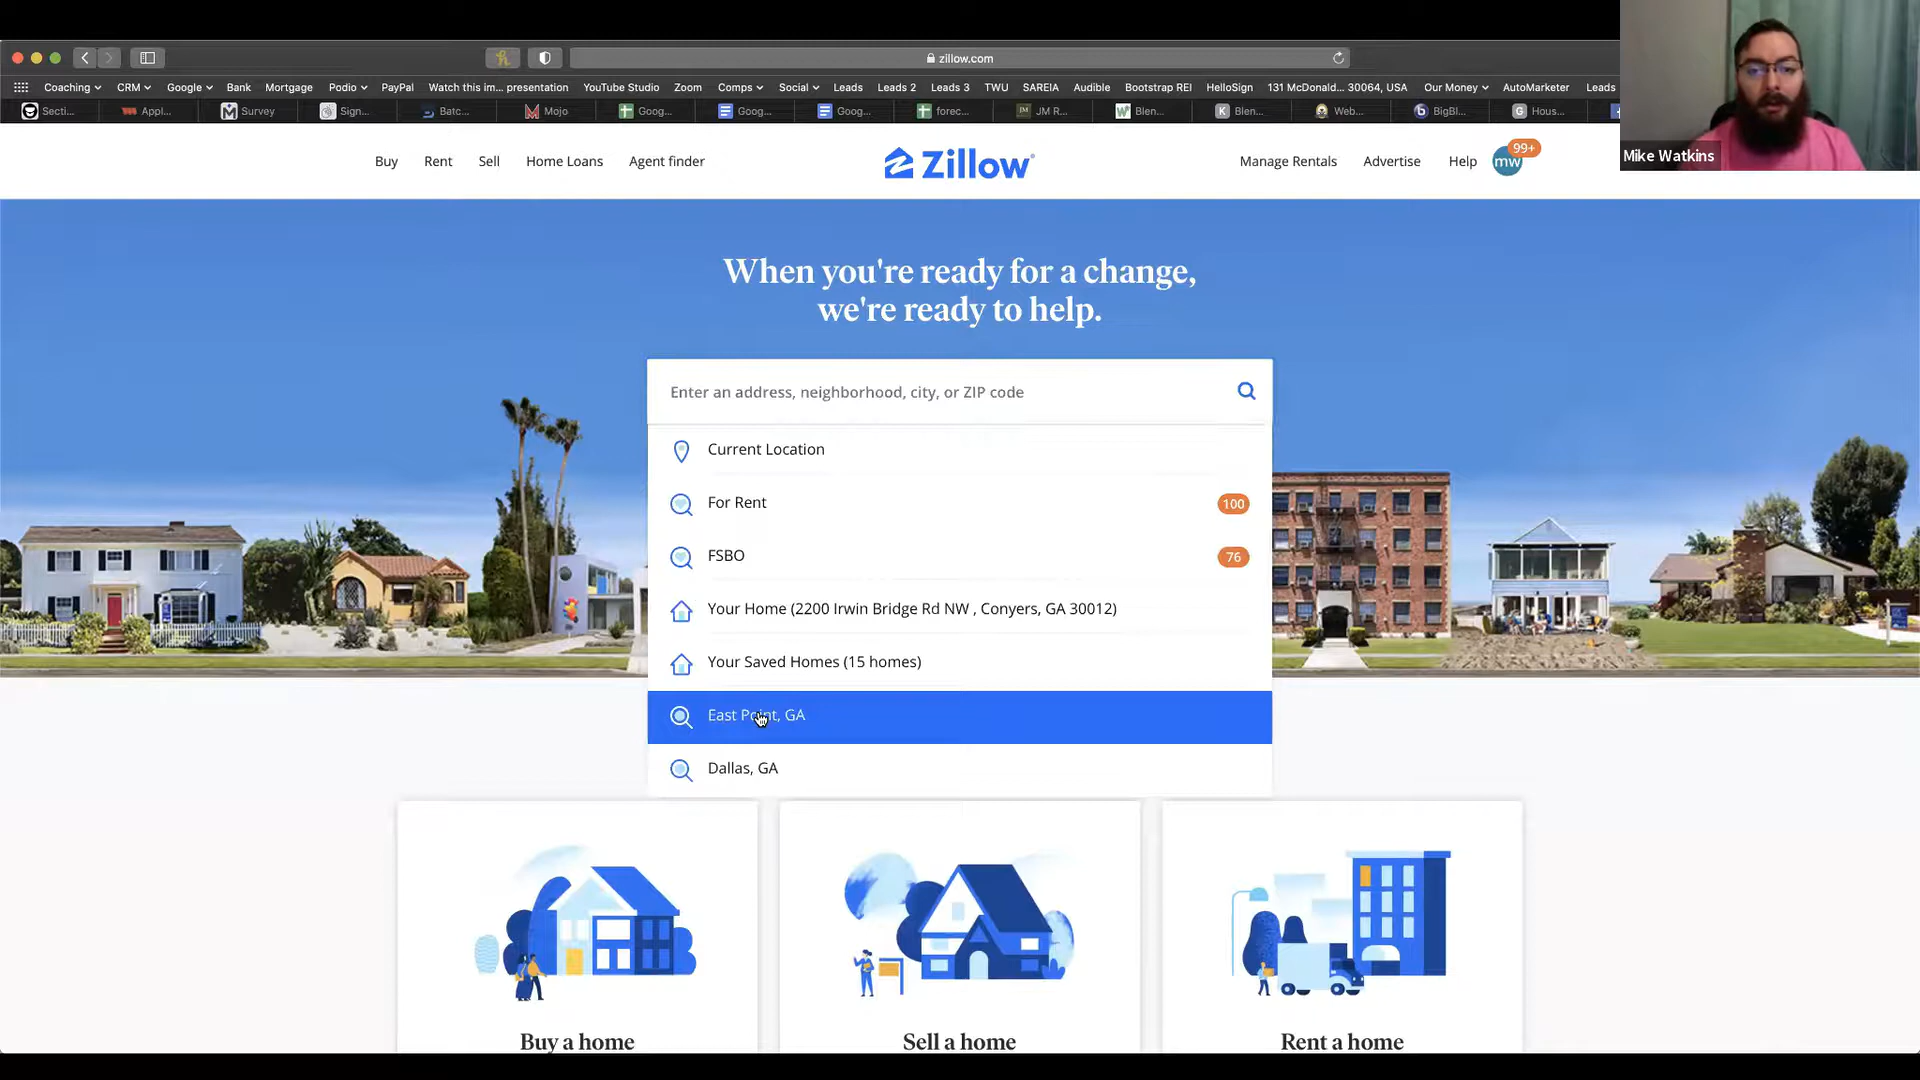 zillow.com
Coaching CRM Google Bank Mortgage Podio PayPal Watch this im... presentation YouTube Studio Zoom Comps Social Leads Leads 2 Leads 3 TWU SAREIA Audible Bootstrap REI HelloSign 131 McDonald... 30064, USA Our Money AutoMarketer Leads
Secti... Appl... Survey Sign... Batc... Mojo Goog... Goog... Goog... forec... JM R... Blen... Blen... Web... BigBl... Hous...
Mike Watkins
Buy Rent Sell Home Loans Agent finder Zillow Manage Rentals Advertise Help mw 99+
When you're ready for a change,
we're ready to help.
Enter an address, neighborhood, city, or ZIP code
Current Location
For Rent 100
FSBO 76
Your Home (2200 Irwin Bridge Rd NW , Conyers, GA 30012)
Your Saved Homes (15 homes)
East Point, GA
Dallas, GA
Buy a home Sell a home Rent a home